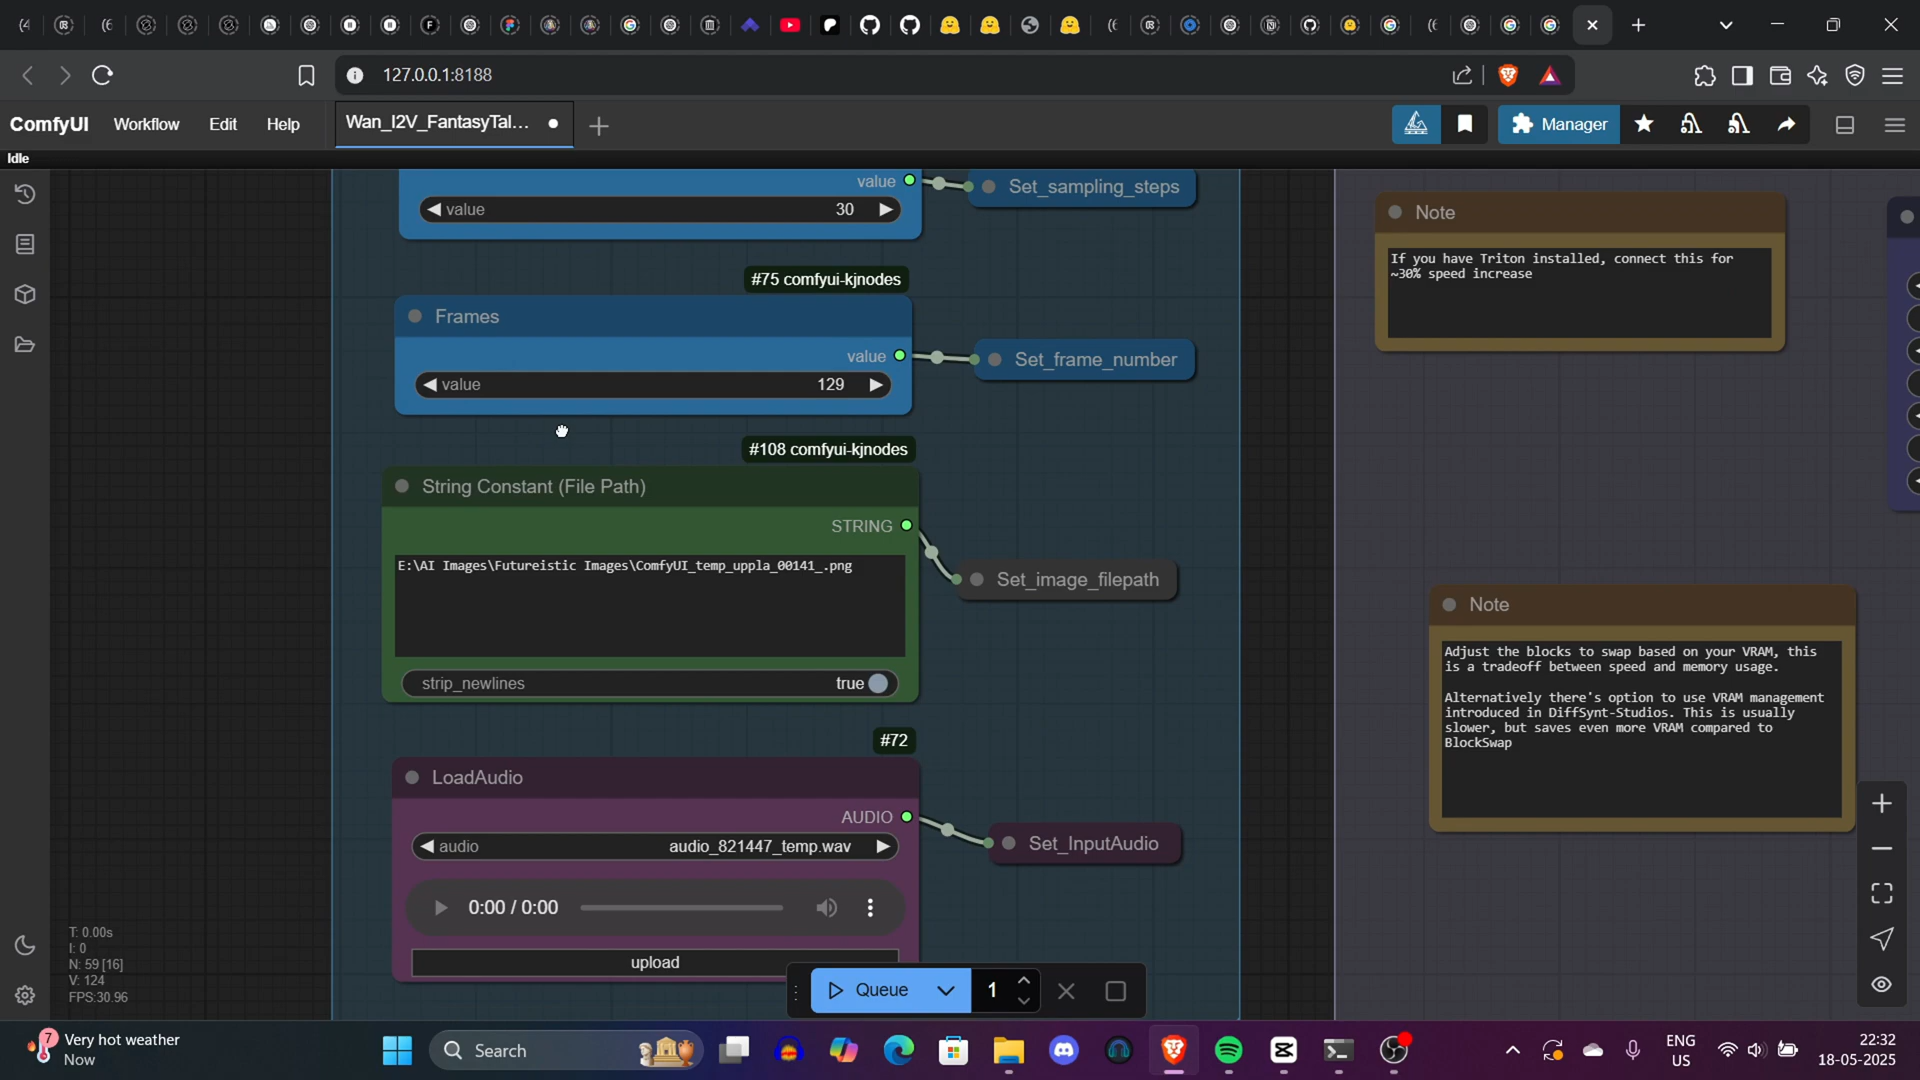 127.0.0.1:8188
ComfyUI
Workflow
Edit
Help
Wan_I2V_FantasyTal...
Manager
Idle
value
value
30
Set_sampling_steps
#75 comfyui-kjnodes
Frames
value
value
129
Set_frame_number
#108 comfyui-kjnodes
String Constant (File Path)
STRING
E:\AI Images\Futureistic Images\ComfyUI_temp_uppla_00141_.png
strip_newlines
true
Set_image_filepath
#72
LoadAudio
AUDIO
audio
audio_821447_temp.wav
Set_InputAudio
0:00 / 0:00
upload
Note
If you have Triton installed, connect this for
~30% speed increase
Note
Adjust the blocks to swap based on your VRAM, this
is a tradeoff between speed and memory usage.
Alternatively there's option to use VRAM management
introduced in DiffSynt-Studios. This is usually
slower, but saves even more VRAM compared to
BlockSwap
T: 0.00s
I: 0
N: 59 [16]
V: 124
FPS:30.96
Queue
1
7
Very hot weather
Now
Search
ENG
US
22:32
18-05-2025